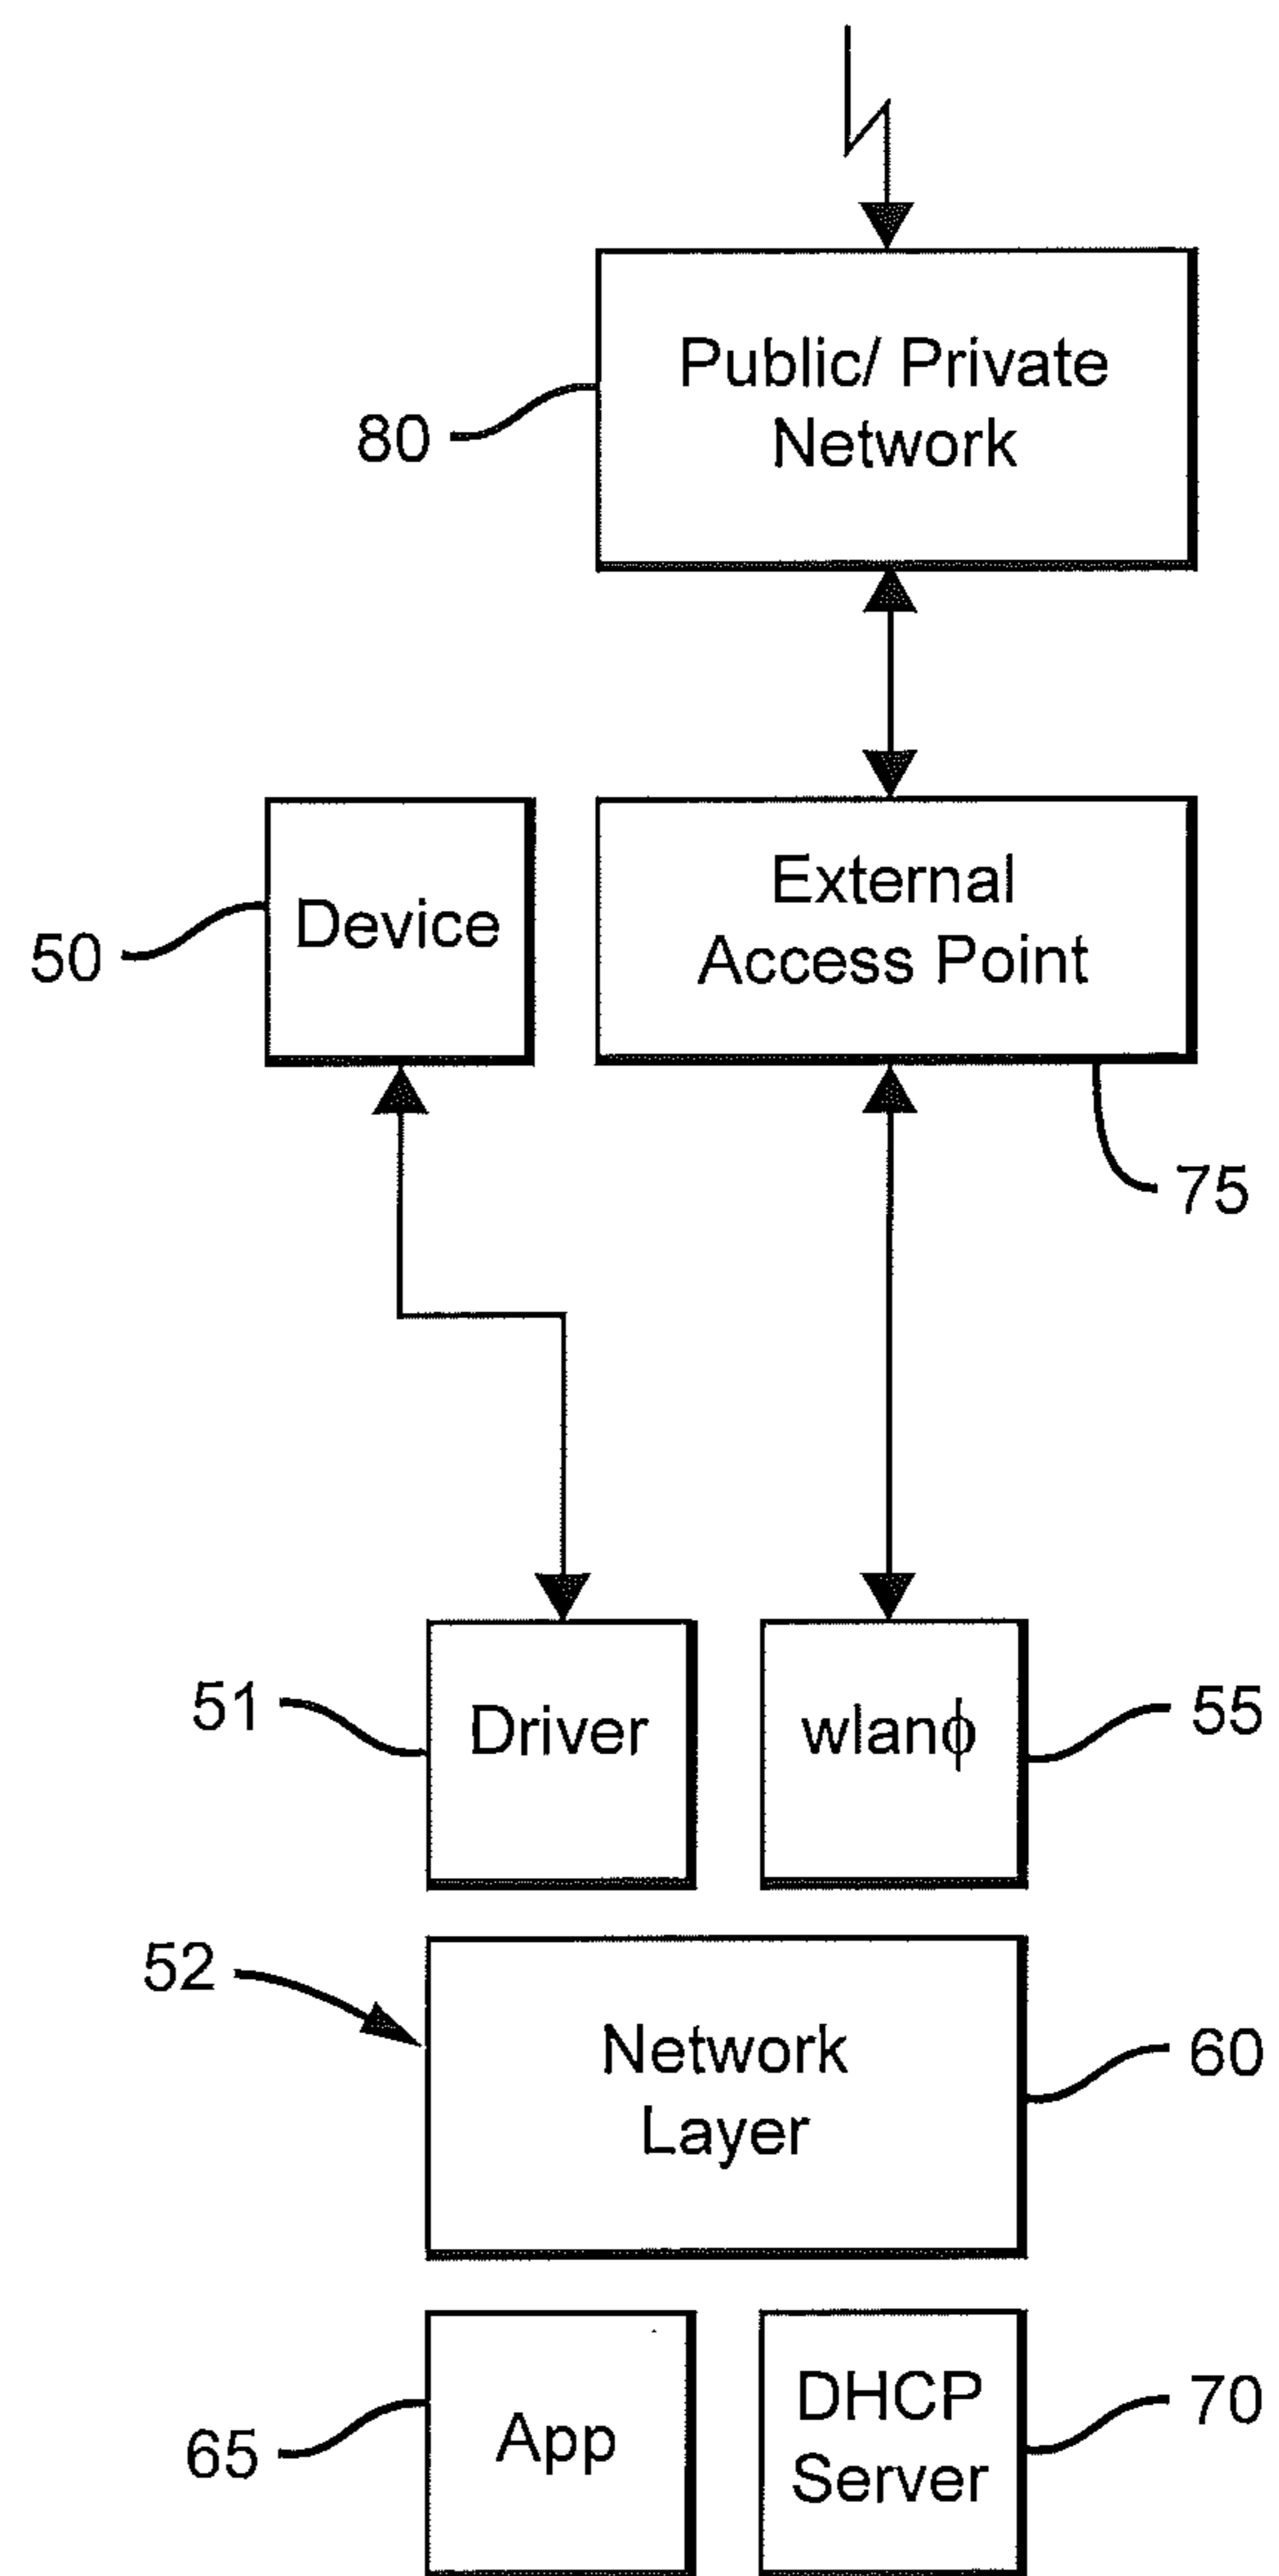 Public/ Private
Network
80
Device
50
External
Access Point
75
51
Driver
wlanϕ
55
52
Network
Layer
60
65
App
DHCP
Server
70